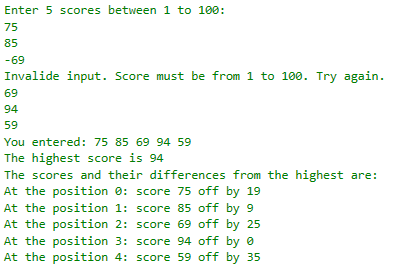 Enter 5 scores between 1 to 100:
75
85
-69
Invalide input. Score must be from 1 to 100. Try again.
69
94
59
You entered: 75 85 69 94 59
The highest score is 94
The scores and their differences from the highest are:
At the position 0: score 75 off by 19
At the position 1: score 85 off by 9
At the position 2: score 69 off by 25
At the position 3: score 94 off by 0
At the position 4: score 59 off by 35